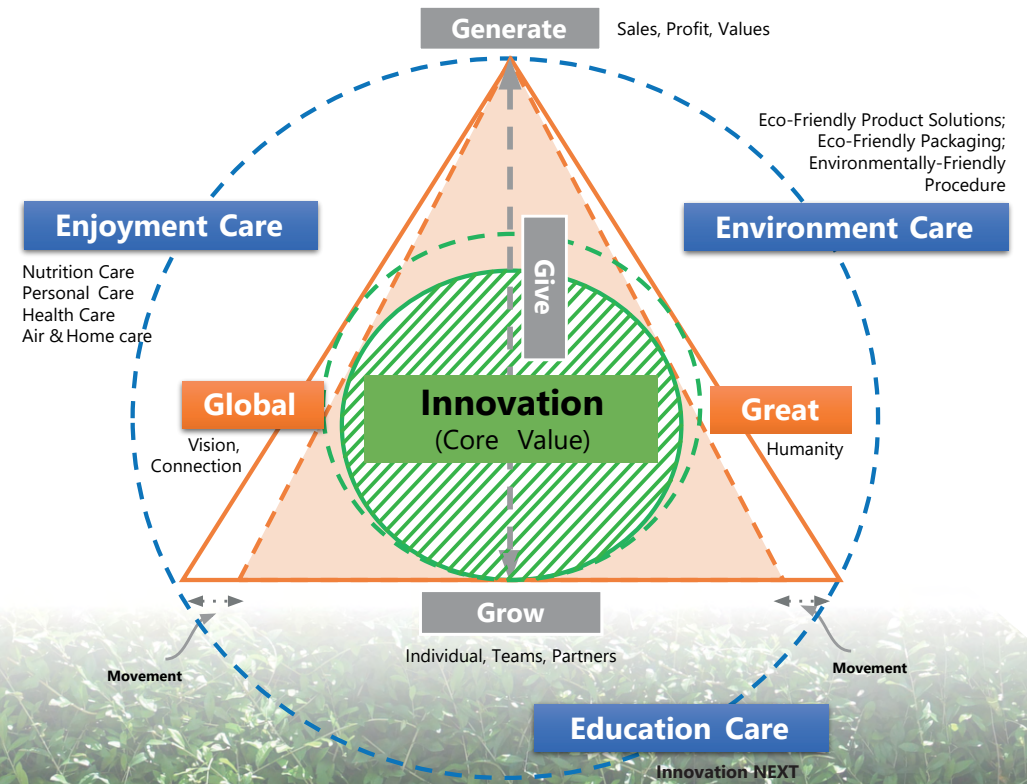 Generate
Sales, Profit, Values
Eco-Friendly Product Solutions;
Eco-Friendly Packaging;
Environmentally-Friendly
Procedure
Enjoyment Care
Environment Care
Nutrition Care
Personal Care
Health Care
Air & Home care
Give
Global
Vision,
Connection
Innovation
(Core Value)
Great
Humanity
Grow
Individual, Teams, Partners
Movement
Movement
Education Care
Innovation NEXT